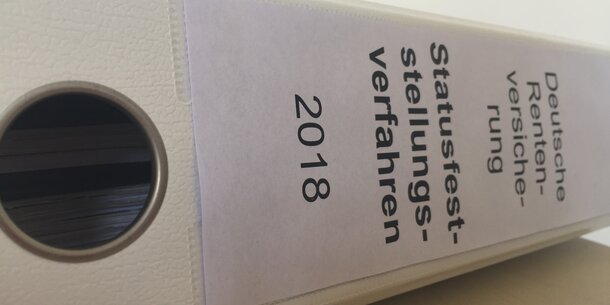 Deutsche
Renten-
versiche-
rung
Statusfest-
stellungs-
verfahren
2018